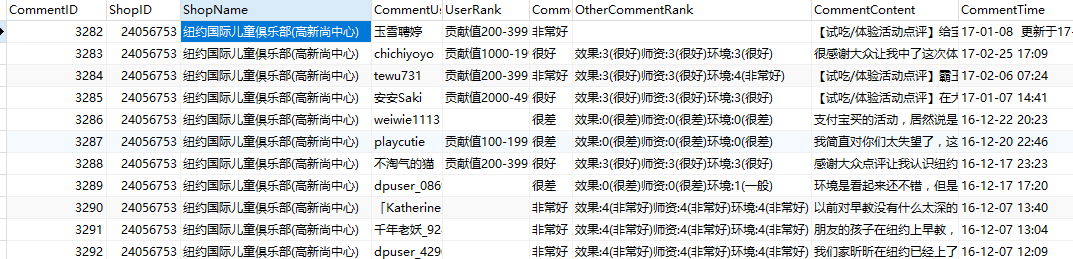 CommentID ShopID ShopName CommentUs UserRank Comme OtherCommentRank CommentContent CommentTime
3282 24056753 纽约国际儿童俱乐部(高新尚中心) 玉雪聘婷 贡献值200-399 非常好 【试吃/体验活动点评】给宝 17-01-08 更新于17-
3283 24056753 纽约国际儿童俱乐部(高新尚中心) chichiyoyo 贡献值1000-199 很好 效果:3(很好)师资:3(很好)环境:3(很好) 很感谢大众让我中了这次体 17-02-25 17:09
3284 24056753 纽约国际儿童俱乐部(高新尚中心) tewu731 贡献值200-399 非常好 效果:3(很好)师资:3(很好)环境:4(非常好) 【试吃/体验活动点评】霸王 17-02-06 07:24
3285 24056753 纽约国际儿童俱乐部(高新尚中心) 安安Saki 贡献值2000-499 很好 效果:3(很好)师资:3(很好)环境:3(很好) 【试吃/体验活动点评】在大 17-01-07 14:41
3286 24056753 纽约国际儿童俱乐部(高新尚中心) weiwie1113 很差 效果:0(很差)师资:0(很差)环境:0(很差) 支付宝买的活动，居然说是 16-12-22 20:23
3287 24056753 纽约国际儿童俱乐部(高新尚中心) playcutie 贡献值100-199 很差 效果:0(很差)师资:0(很差)环境:0(很差) 我简直对你们太失望了，这 16-12-20 22:46
3288 24056753 纽约国际儿童俱乐部(高新尚中心) 不淘气的猫 贡献值200-399 很好 效果:3(很好)师资:3(很好)环境:3(很好) 感谢大众点评让我认识纽约 16-12-17 23:23
3289 24056753 纽约国际儿童俱乐部(高新尚中心) dpuser_086 很差 效果:0(很差)师资:0(很差)环境:1(一般) 环境是看起来还不错，但是 16-12-17 17:20
3290 24056753 纽约国际儿童俱乐部(高新尚中心) 「Katherine 非常好 效果:4(非常好)师资:4(非常好)环境:4(非常好) 以前对早教没有什么太深的 16-12-07 13:40
3291 24056753 纽约国际儿童俱乐部(高新尚中心) 千年老妖_92 非常好 效果:4(非常好)师资:4(非常好)环境:4(非常好) 朋友的孩子在纽约上早教， 16-12-07 13:04
3292 24056753 纽约国际儿童俱乐部(高新尚中心) dpuser_429 非常好 效果:4(非常好)师资:4(非常好)环境:4(非常好) 我们家昕昕在纽约已经上了 16-12-07 12:09